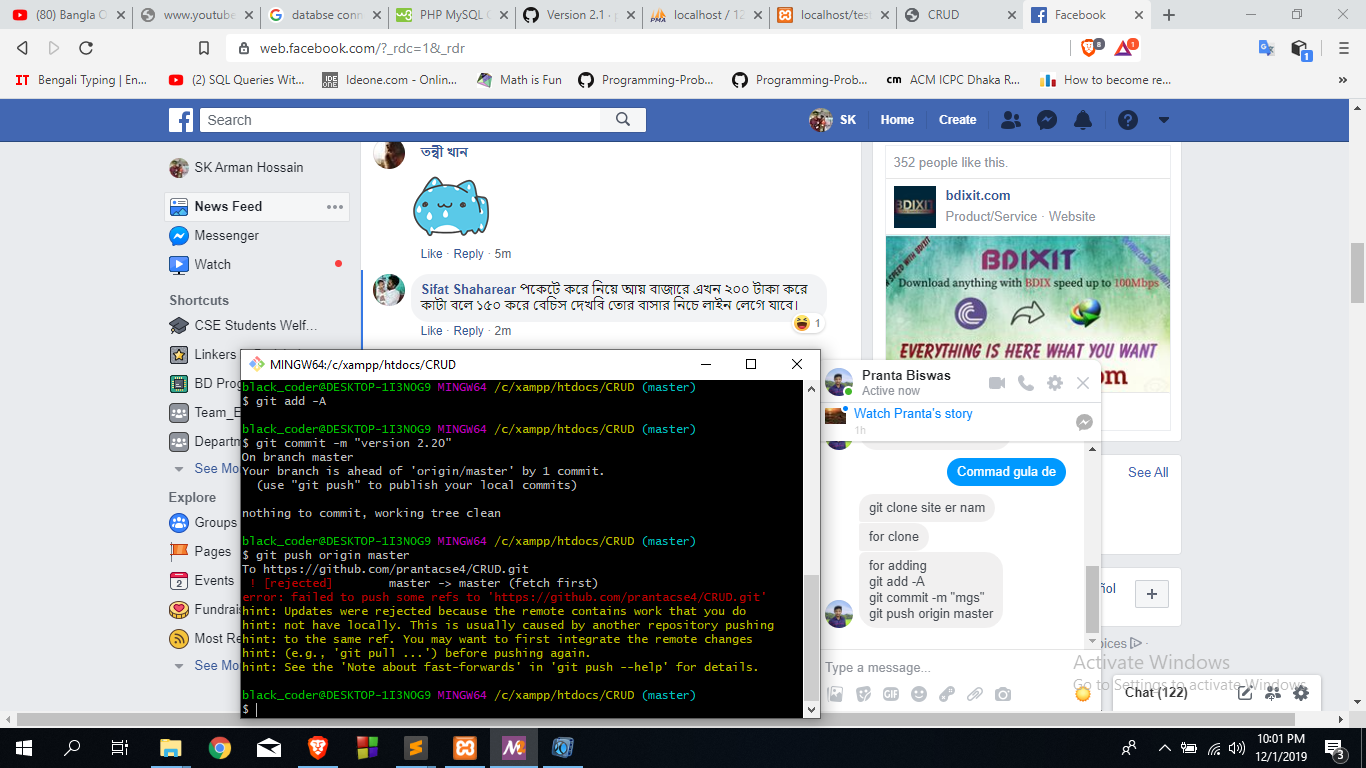 (80) Bangla O
www.youtube
databse conn
PHP MySQL C
Version 2.1 · p
localhost / 12
localhost/test
CRUD
Facebook
web.facebook.com/?_rdc=1&_rdr
8
1
1
Bengali Typing | En...
(2) SQL Queries Wit...
Ideone.com - Onlin...
Math is Fun
Programming-Prob...
Programming-Prob...
ACM ICPC Dhaka R...
How to become re...
Search
SK
Home
Create
SK Arman Hossain
News Feed
Messenger
Watch
Shortcuts
CSE Students Welf...
Linkers
BD Prog
Team_E
Departm
See Mo
Explore
Groups
Pages
Events
Fundrais
Most Re
See Mo
তন্বী খান
Like · Reply · 5m
Sifat Shaharear পকেটে করে নিয়ে আয় বাজারে এখন ২০০ টাকা করে
কাটা বলে ১৫০ করে বেচিস দেখবি তোর বাসার নিচে লাইন লেগে যাবে।
1
Like · Reply · 2m
352 people like this.
bdixit.com
Product/Service · Website
BDIXIT
SPEED WITH BDIXIT
BDIXIT
Download anything with BDIX speed up to 100Mbps
EVERYTHING IS HERE WHAT YOU WANT
om
See All
ñol
MINGW64:/c/xampp/htdocs/CRUD
black_coder@DESKTOP-1I3NOG9 MINGW64 /c/xampp/htdocs/CRUD (master)
$ git add -A
black_coder@DESKTOP-1I3NOG9 MINGW64 /c/xampp/htdocs/CRUD (master)
$ git commit -m "version 2.20"
On branch master
Your branch is ahead of 'origin/master' by 1 commit.
(use "git push" to publish your local commits)
nothing to commit, working tree clean
black_coder@DESKTOP-1I3NOG9 MINGW64 /c/xampp/htdocs/CRUD (master)
$ git push origin master
To https://github.com/prantacse4/CRUD.git
! [rejected] master -> master (fetch first)
error: failed to push some refs to 'https://github.com/prantacse4/CRUD.git'
hint: Updates were rejected because the remote contains work that you do
hint: not have locally. This is usually caused by another repository pushing
hint: to the same ref. You may want to first integrate the remote changes
hint: (e.g., 'git pull ...') before pushing again.
hint: See the 'Note about fast-forwards' in 'git push --help' for details.
black_coder@DESKTOP-1I3NOG9 MINGW64 /c/xampp/htdocs/CRUD (master)
$
Pranta Biswas
Active now
Watch Pranta's story
1h
Commad gula de
git clone site er nam
for clone
for adding
git add -A
git commit -m "mgs"
git push origin master
Type a message...
GIF
Activate Windows
Go to Settings to activate Windows.
Chat (122)
10:01 PM
12/1/2019
3